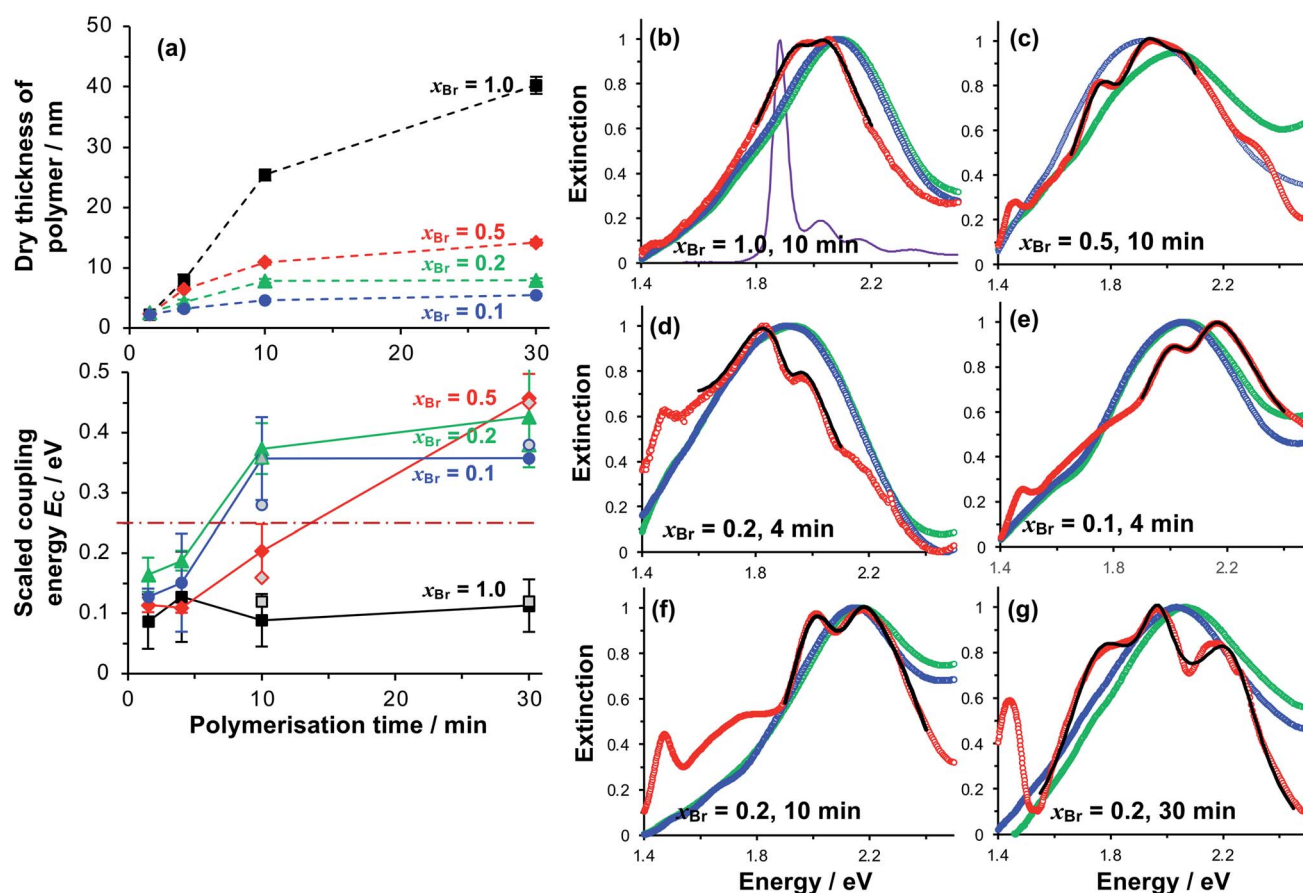 (a)
Dry thickness of
polymer / nm
50
40
30
20
10
0
xBr = 1.0
xBr = 0.5
xBr = 0.2
xBr = 0.1
0 10 20 30
Scaled coupling
energy EC / eV
0.5
0.4
0.3
0.2
0.1
0
xBr = 0.5
xBr = 0.2
xBr = 0.1
xBr = 1.0
0 10 20 30
Polymerisation time / min
(b)
Extinction
1
0.8
0.6
0.4
0.2
0
xBr = 1.0, 10 min
1.4 1.8 2.2
(c)
1
0.8
0.6
0.4
0.2
0
xBr = 0.5, 10 min
1.4 1.8 2.2
(d)
1
0.8
0.6
0.4
0.2
0
xBr = 0.2, 4 min
1.4 1.8 2.2
(e)
1
0.8
0.6
0.4
0.2
0
xBr = 0.1, 4 min
1.4 1.8 2.2
(f)
Extinction
1
0.8
0.6
0.4
0.2
0
xBr = 0.2, 10 min
1.4 1.8 2.2
Energy / eV
(g)
1
0.8
0.6
0.4
0.2
0
xBr = 0.2, 30 min
1.4 1.8 2.2
Energy / eV